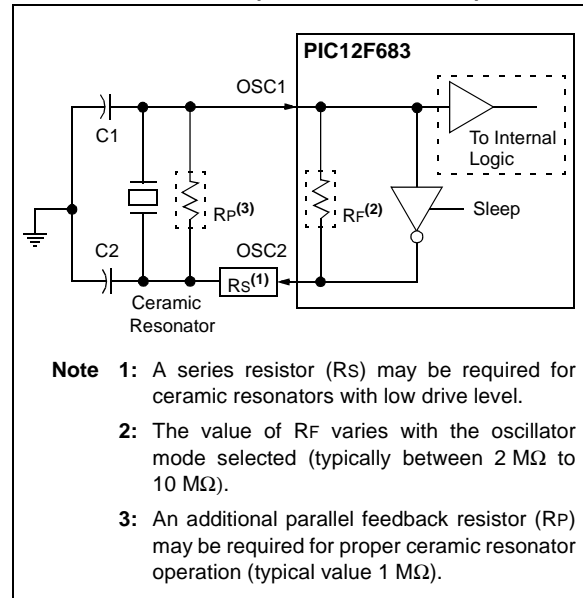 PIC12F683
OSC1
C1
To Internal
Logic
RP(3)
RF(2)
Sleep
C2
OSC2
RS(1)
Ceramic
Resonator
Note 1: A series resistor (RS) may be required for
ceramic resonators with low drive level.
2: The value of RF varies with the oscillator
mode selected (typically between 2 MΩ to
10 MΩ).
3: An additional parallel feedback resistor (RP)
may be required for proper ceramic resonator
operation (typical value 1 MΩ).